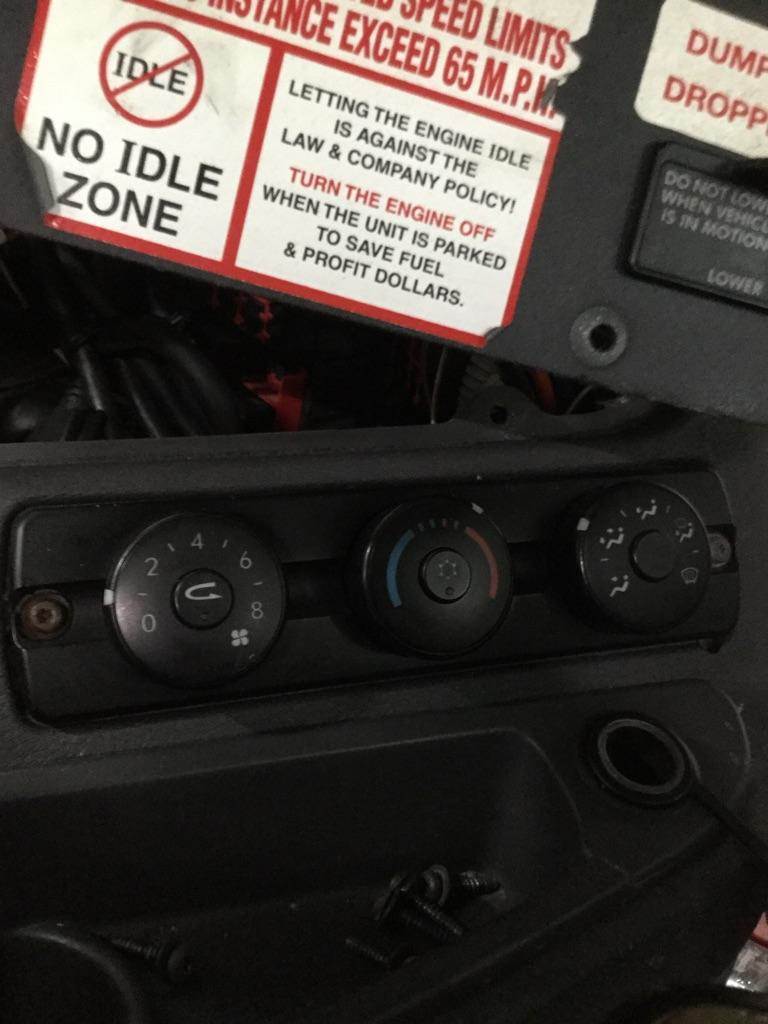 SPEED LIMITS
INSTANCE EXCEED 65 M.P.H.
IDLE
NO IDLE
ZONE
LETTING THE ENGINE IDLE
IS AGAINST THE
LAW & COMPANY POLICY!
TURN THE ENGINE OFF
WHEN THE UNIT IS PARKED
TO SAVE FUEL
& PROFIT DOLLARS.
DUMP
DROPP
DO NOT LOW
WHEN VEHICL
IS IN MOTION
LOWER
0 2 4 6 8